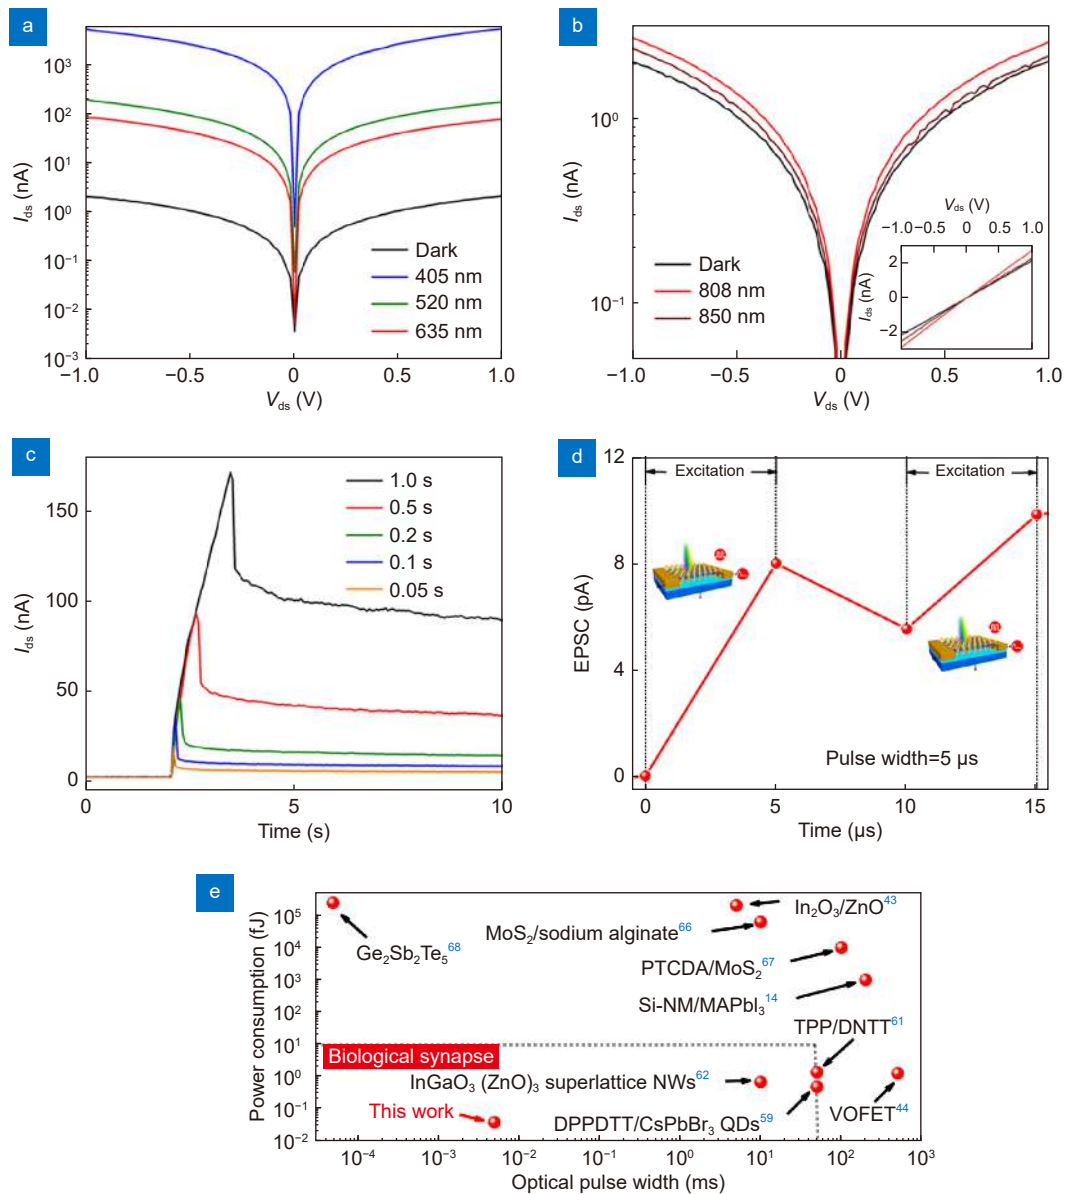 a
10³
10²
10¹
10⁰
10⁻¹
10⁻²
10⁻³
I_ds (nA)
Dark
405 nm
520 nm
635 nm
−1.0
−0.5
0
0.5
1.0
V_ds (V)
b
10⁰
10⁻¹
I_ds (nA)
Dark
808 nm
850 nm
V_ds (V)
−1.0
−0.5
0
0.5
1.0
2
0
−2
I_ds (nA)
−1.0
−0.5
0
0.5
1.0
V_ds (V)
c
150
100
50
0
I_ds (nA)
1.0 s
0.5 s
0.2 s
0.1 s
0.05 s
0
5
10
Time (s)
d
12
8
4
0
EPSC (pA)
Excitation
Excitation
Pulse width=5 μs
0
5
10
15
Time (μs)
e
10⁵
10⁴
10³
10²
10¹
10⁰
10⁻¹
10⁻²
Power consumption (fJ)
Ge₂Sb₂Te₅⁶⁸
In₂O₃/ZnO⁴³
MoS₂/sodium alginate⁶⁶
PTCDA/MoS₂⁶⁷
Si-NM/MAPbI₃¹⁴
TPP/DNTT⁶¹
Biological synapse
InGaO₃ (ZnO)₃ superlattice NWs⁶²
This work
DPPDTT/CsPbBr₃ QDs⁵⁹
VOFET⁴⁴
10⁻⁴
10⁻³
10⁻²
10⁻¹
10⁰
10¹
10²
10³
Optical pulse width (ms)